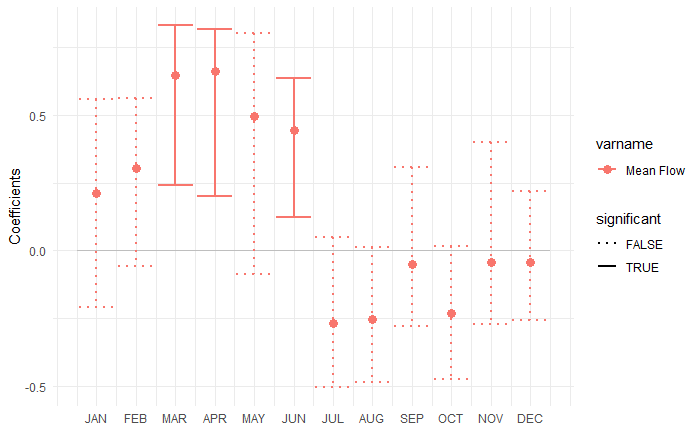 Coefficients
0.5
0.0
-0.5
JAN FEB MAR APR MAY JUN JUL AUG SEP OCT NOV DEC
varname
Mean Flow
significant
FALSE
TRUE